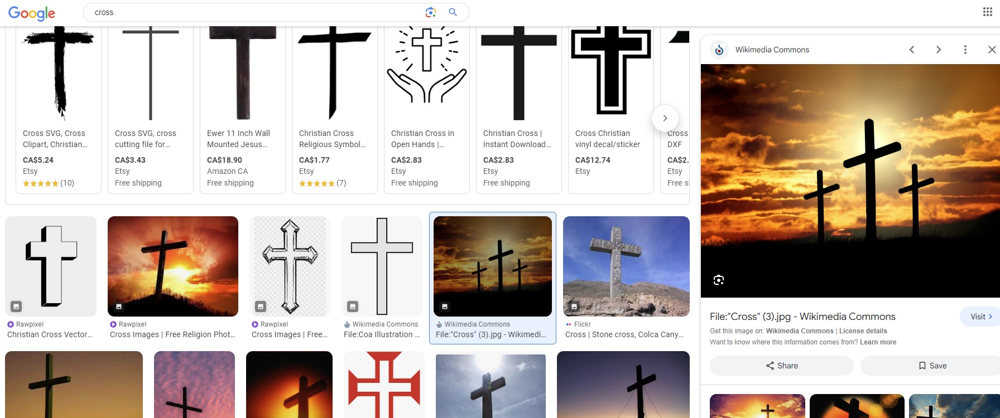 Google
cross
Cross SVG, Cross
Clipart, Christian...
CA$5.24
Etsy
(10)
Cross SVG, cross
cutting file for...
CA$3.43
Etsy
Free shipping
Ewer 11 Inch Wall
Mounted Jesus...
CA$18.90
Amazon CA
Free shipping
Christian Cross
Religious Symbol...
CA$1.77
Etsy
(7)
Christian Cross in
Open Hands |...
CA$2.83
Etsy
Free shipping
Christian Cross |
Instant Download...
CA$2.83
Etsy
Free shipping
Cross Christian
vinyl decal/sticker
CA$12.74
Etsy
Cross
DXF
CA$2.
Etsy
Free s
Rawpixel
Christian Cross Vector...
Rawpixel
Cross Images | Free Religion Phot...
Rawpixel
Cross Images | Free...
Wikimedia Commons
File:Coa Illustration ...
Wikimedia Commons
File:"Cross" (3).jpg - Wikimedi...
Flickr
Cross | Stone cross, Colca Cany...
Wikimedia Commons
File:"Cross" (3).jpg - Wikimedia Commons
Visit
Get this image on: Wikimedia Commons | License details
Want to know where this information comes from? Learn more
Share
Save